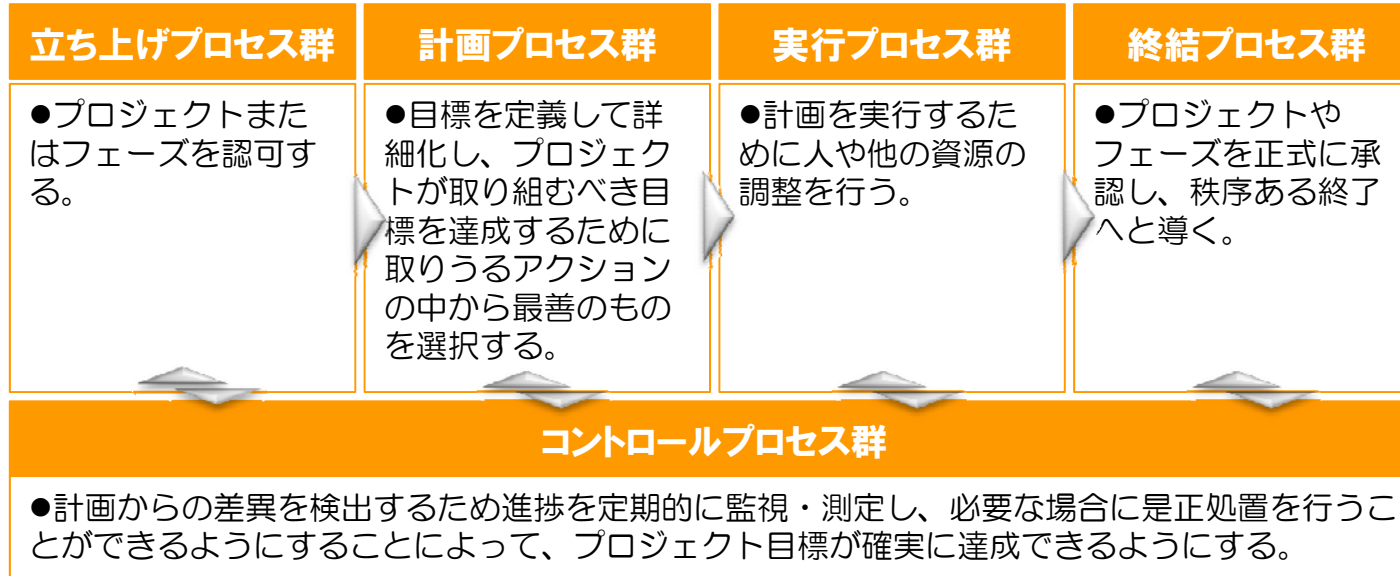 立ち上げプロセス群
●プロジェクトまた
はフェーズを認可す
る。
計画プロセス群
●目標を定義して詳
細化し、プロジェク
トが取り組むべき目
標を達成するために
取りうるアクション
の中から最善のもの
を選択する。
実行プロセス群
●計画を実行するた
めに人や他の資源の
調整を行う。
終結プロセス群
●プロジェクトや
フェーズを正式に承
認し、秩序ある終了
へと導く。
コントロールプロセス群
●計画からの差異を検出するため進捗を定期的に監視・測定し、必要な場合に是正処置を行うこ
とができるようにすることによって、プロジェクト目標が確実に達成できるようにする。